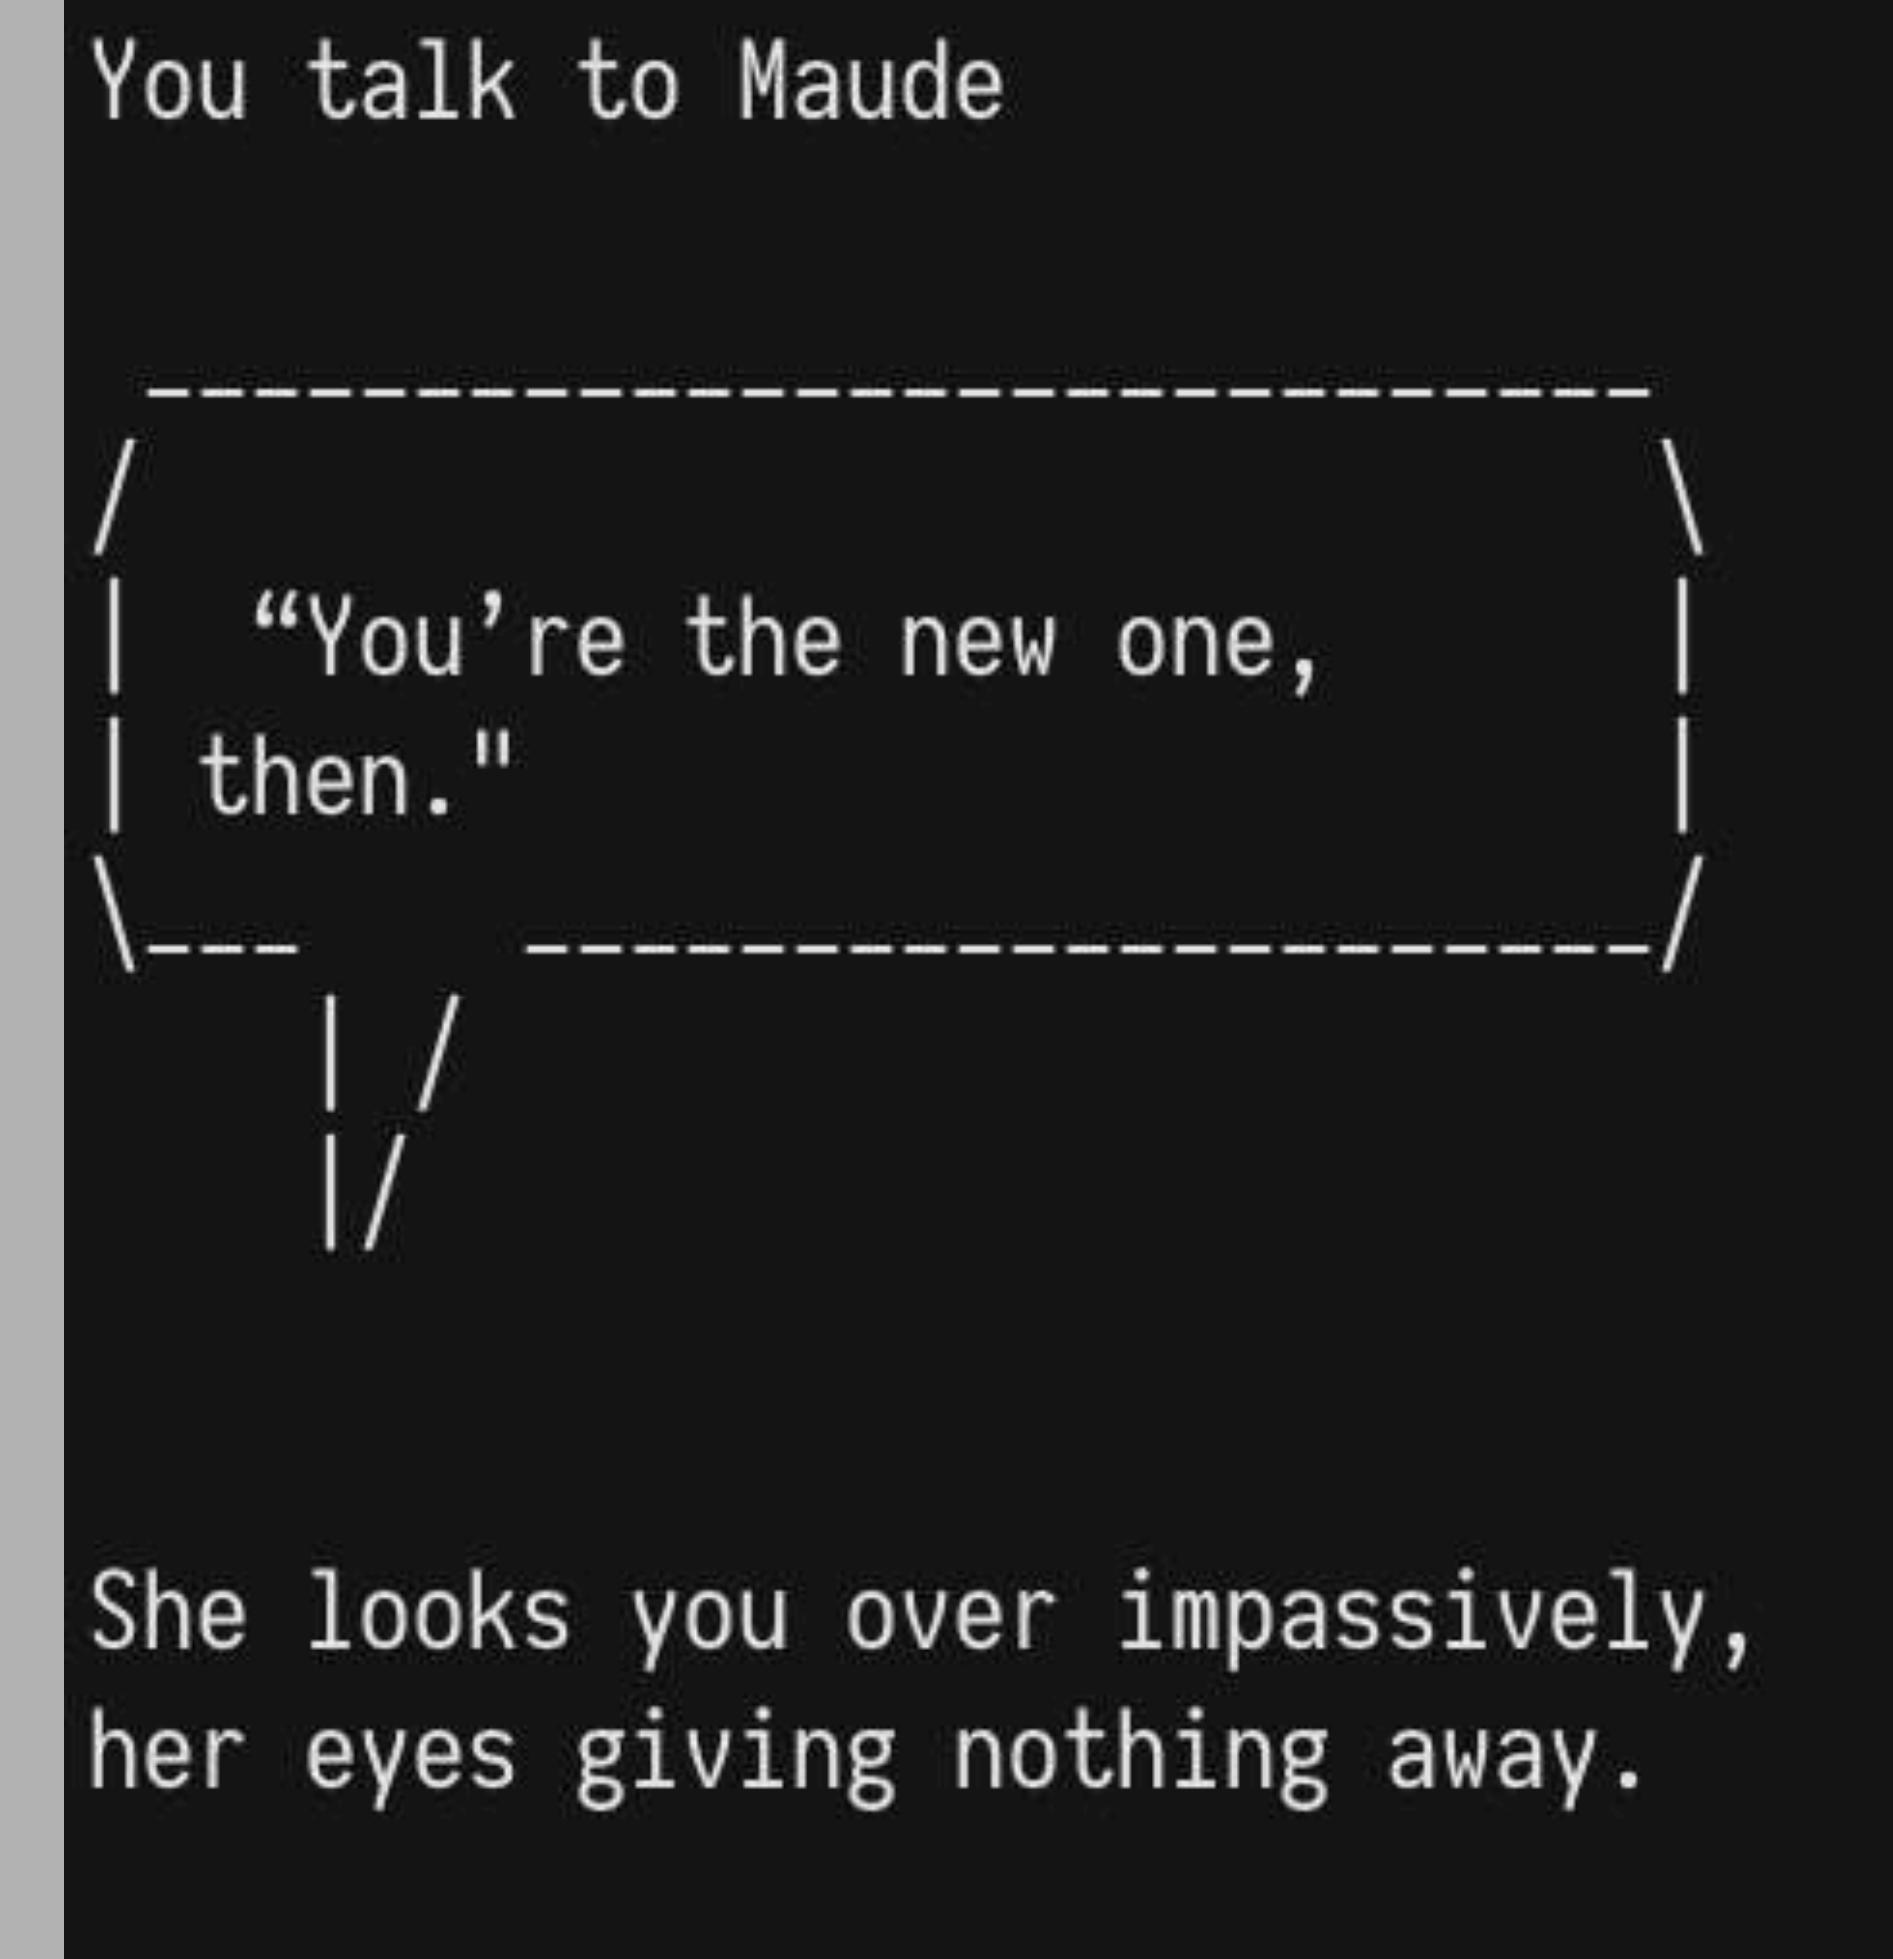 You talk to Maude
“You’re the new one,
then."
She looks you over impassively,
her eyes giving nothing away.